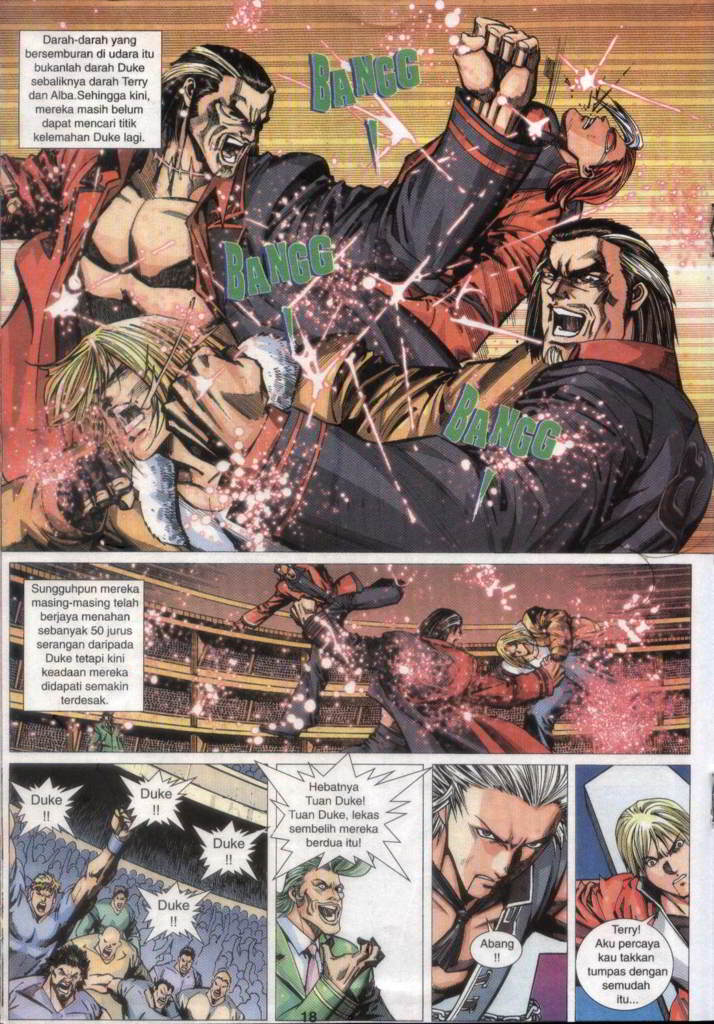 Darah-darah yang
bersemburan di udara itu
bukanlah darah Duke
sebaliknya darah Terry
dan Alba.Sehingga kini,
mereka masih belum
dapat mencari titik
kelemahan Duke lagi.
BANGG
!
BANGG
!
BANGG
!
Sungguhpun mereka
masing-masing telah
berjaya menahan
sebanyak 50 jurus
serangan daripada
Duke tetapi kini
keadaan mereka
didapati semakin
terdesak.
Duke
!!
Duke
!!
Duke
!!
Duke
!!
Hebatnya
Tuan Duke!
Tuan Duke, lekas
sembelih mereka
berdua itu!
Abang
!!
Terry!
Aku percaya
kau takkan
tumpas dengan
semudah
itu...
18